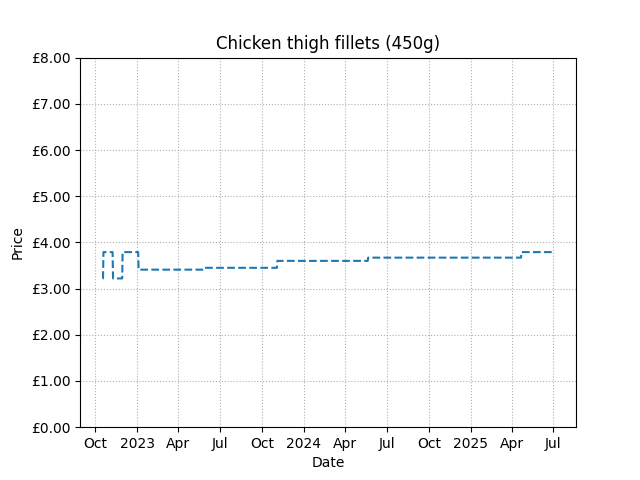 Chicken thigh fillets (450g)
£8.00
£7.00
£6.00
£5.00
£4.00
£3.00
£2.00
£1.00
£0.00
Price
Oct 2023 Apr Jul Oct 2024 Apr Jul Oct 2025 Apr Jul
Date